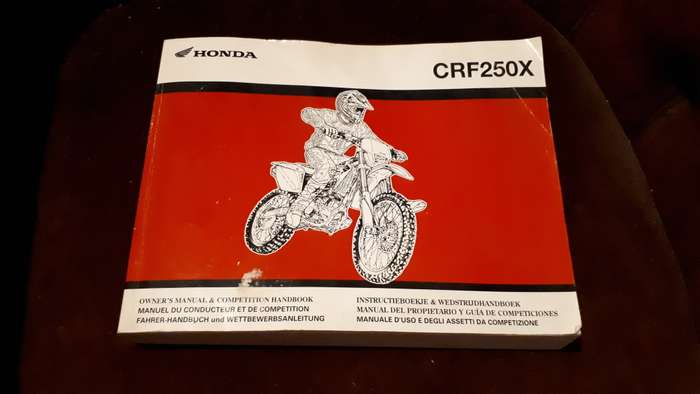 HONDA
CRF250X
OWNER'S MANUAL & COMPETITION HANDBOOK
MANUEL DU CONDUCTEUR ET DE COMPETITION
FAHRER-HANDBUCH und WETTBEWERBSANLEITUNG
INSTRUCTIEBOEKJE & WEDSTRIJDHANDBOEK
MANUAL DEL PROPIETARIO Y GUÍA DE COMPETICIONES
MANUALE D'USO E DEGLI ASSETTI DA COMPETIZIONE